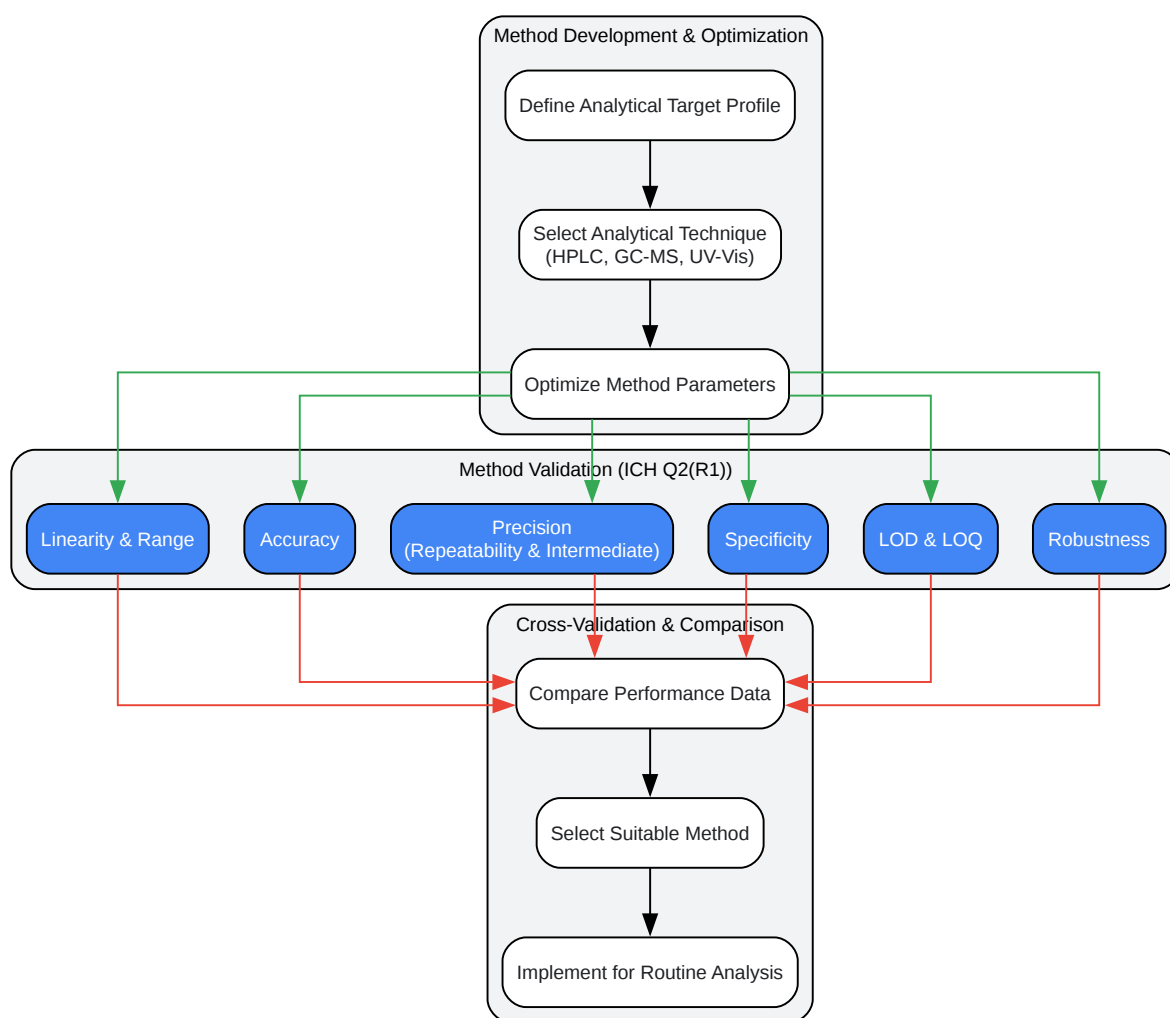 Method Development & Optimization
Define Analytical Target Profile
Select Analytical Technique
(HPLC, GC-MS, UV-Vis)
Optimize Method Parameters
Method Validation (ICH Q2(R1))
Linearity & Range
Accuracy
Precision
(Repeatability & Intermediate)
Specificity
LOD & LOQ
Robustness
Cross-Validation & Comparison
Compare Performance Data
Select Suitable Method
Implement for Routine Analysis